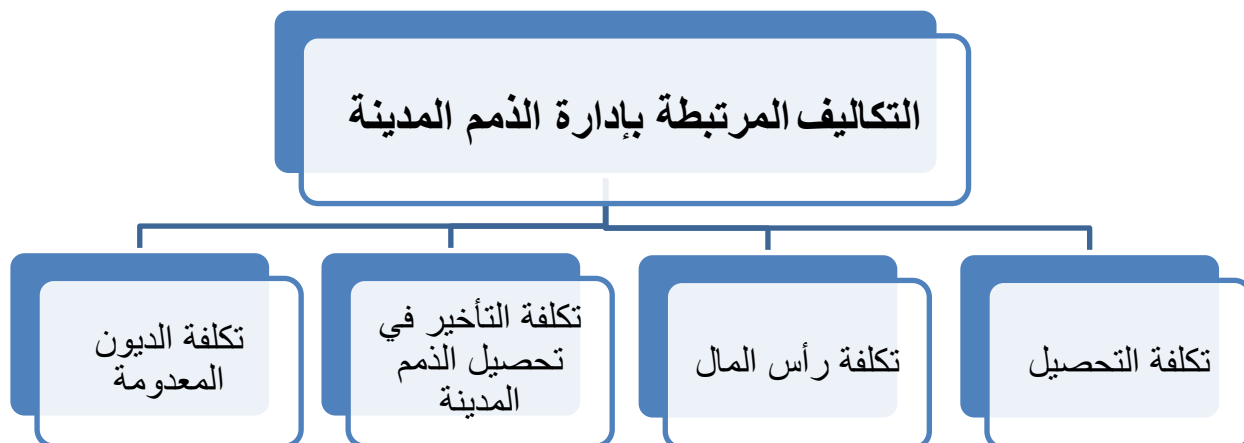 التكاليف المرتبطة بإدارة الذمم المدينة
تكلفة التحصيل
تكلفة رأس المال
تكلفة التأخير في
تحصيل الذمم
المدينة
تكلفة الديون
المعدومة